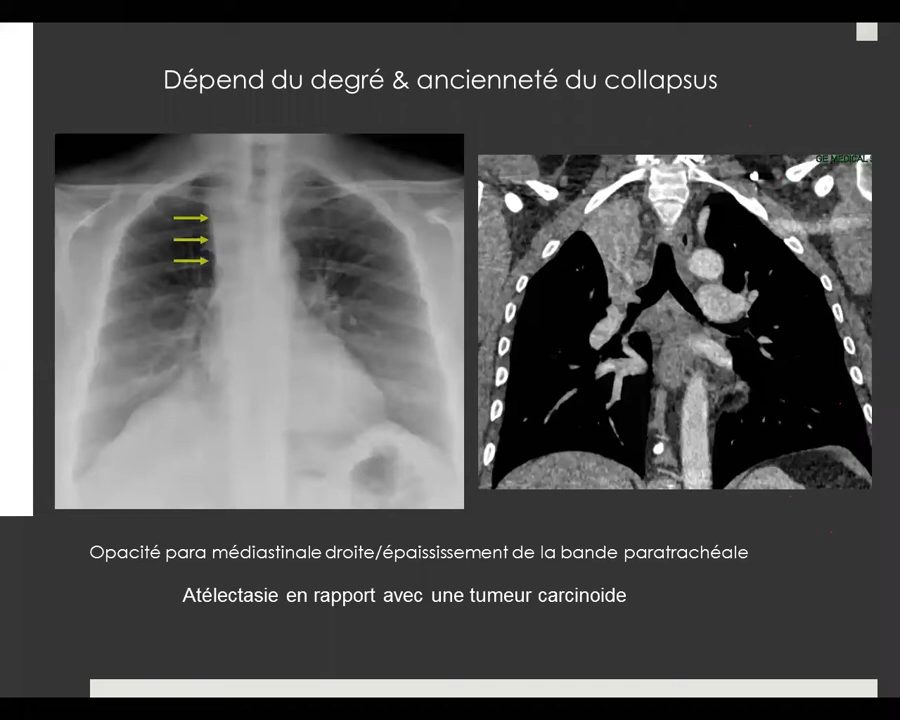 Dépend du degré & ancienneté du collapsus
GE MEDICAL
Opacité para médiastinale droite/épaississement de la bande paratrachéale
Atélectasie en rapport avec une tumeur carcinoide